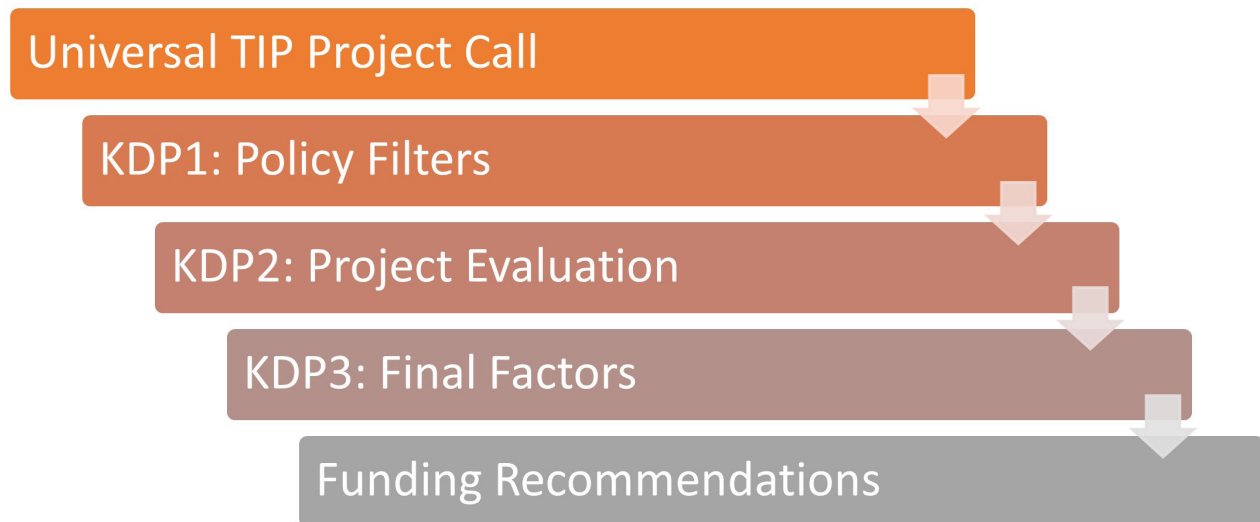 Universal TIP Project Call
KDP1: Policy Filters
KDP2: Project Evaluation
KDP3: Final Factors
Funding Recommendations